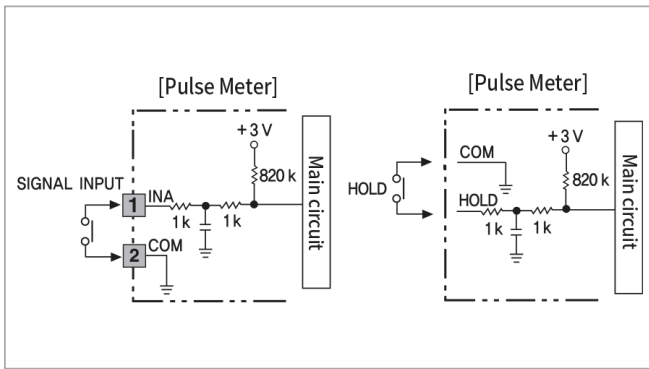 [Pulse Meter]
+3 V
820 k
SIGNAL INPUT
1
INA
1 k
1 k
2
COM
Main circuit
[Pulse Meter]
+3 V
COM
820 k
HOLD
HOLD
1 k
1 k
Main circuit